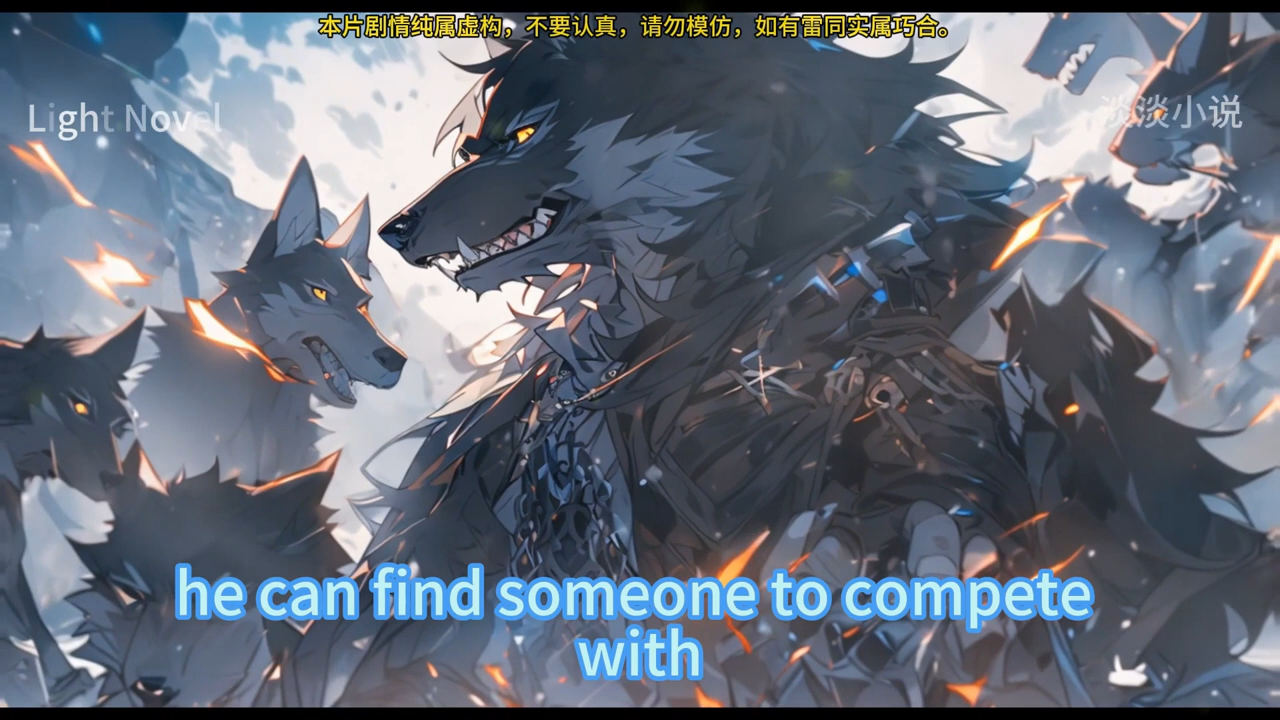 本片剧情纯属虚构，不要认真，请勿模仿，如有雷同实属巧合。
Light Novel
淡淡小说
he can find someone to compete
with